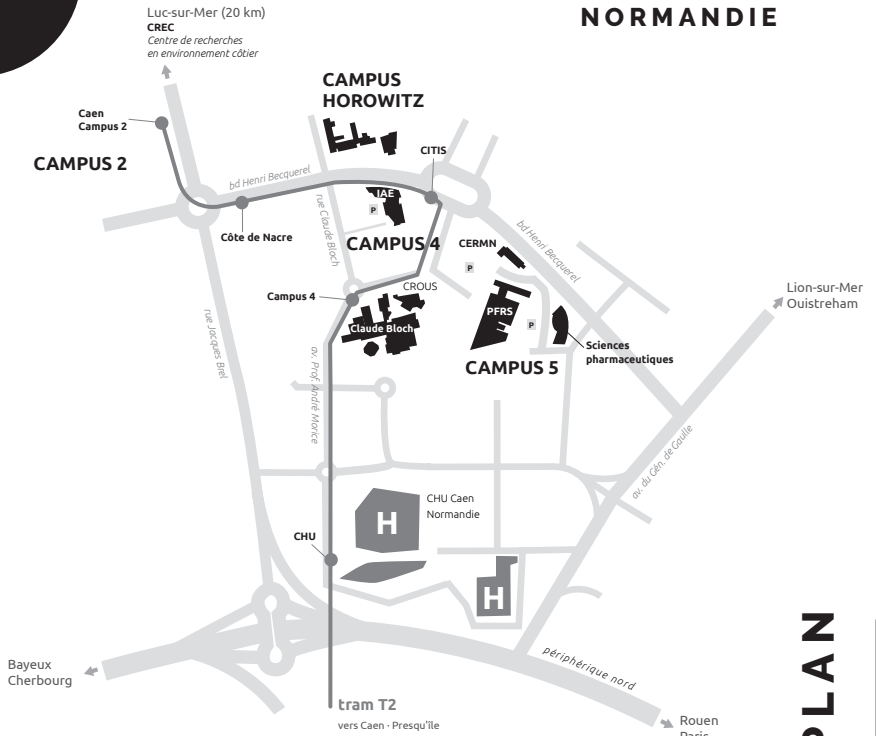 Luc-sur-Mer (20 km)
CREC
Centre de recherches
en environnement côtier
NORMANDIE
CAMPUS
HOROWITZ
Caen
Campus 2
CAMPUS 2
CITIS
bd Henri Becquerel
IAE
P
Côte de Nacre
rue Claude Bloch
CAMPUS 4
CERMN
bd Henri Becquerel
P
Lion-sur-Mer
Ouistreham
Campus 4
CROUS
PFRS
P
Claude Bloch
rue Jacques Brel
Sciences
pharmaceutiques
CAMPUS 5
av. Prof. André Morice
av. du Gén. de Gaulle
CHU Caen
Normandie
H
CHU
H
PLAN
périphérique nord
Bayeux
Cherbourg
tram T2
vers Caen - Presqu'île
Rouen
Paris